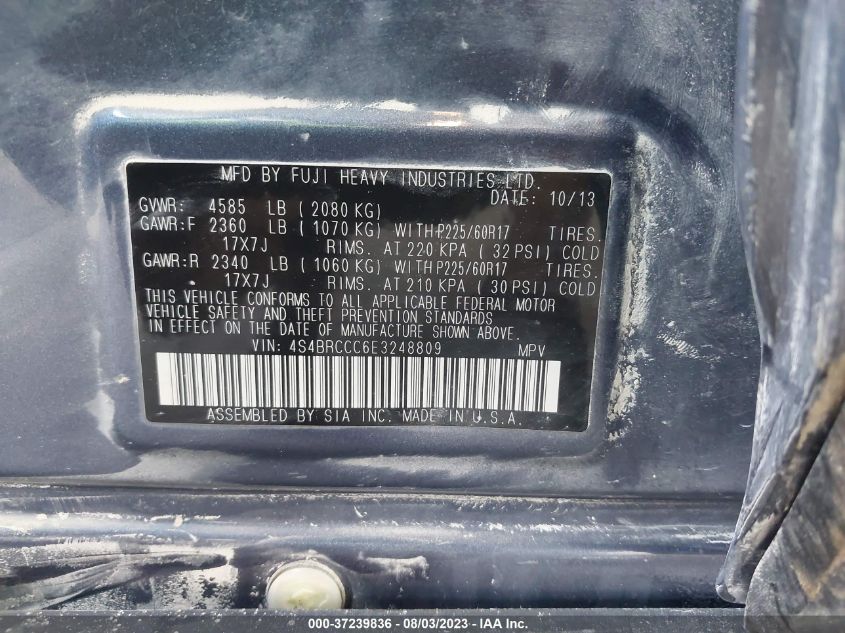 MFD BY FUJI HEAVY INDUSTRIES LTD.
DATE: 10/13
GVWR: 4585 LB ( 2080 KG)
GAWR:F 2360 LB ( 1070 KG) WITH P225/60R17 TIRES.
17X7J RIMS. AT 220 KPA ( 32 PSI) COLD
GAWR:R 2340 LB ( 1060 KG) WITH P225/60R17 TIRES.
17X7J RIMS. AT 210 KPA ( 30 PSI) COLD
THIS VEHICLE CONFORMS TO ALL APPLICABLE FEDERAL MOTOR
VEHICLE SAFETY AND THEFT PREVENTION STANDARDS
IN EFFECT ON THE DATE OF MANUFACTURE SHOWN ABOVE.
VIN: 4S4BRCCC6E3248809 MPV
ASSEMBLED BY SIA INC. MADE IN U.S.A.
000-37239836 - 08/03/2023 - IAAI.com